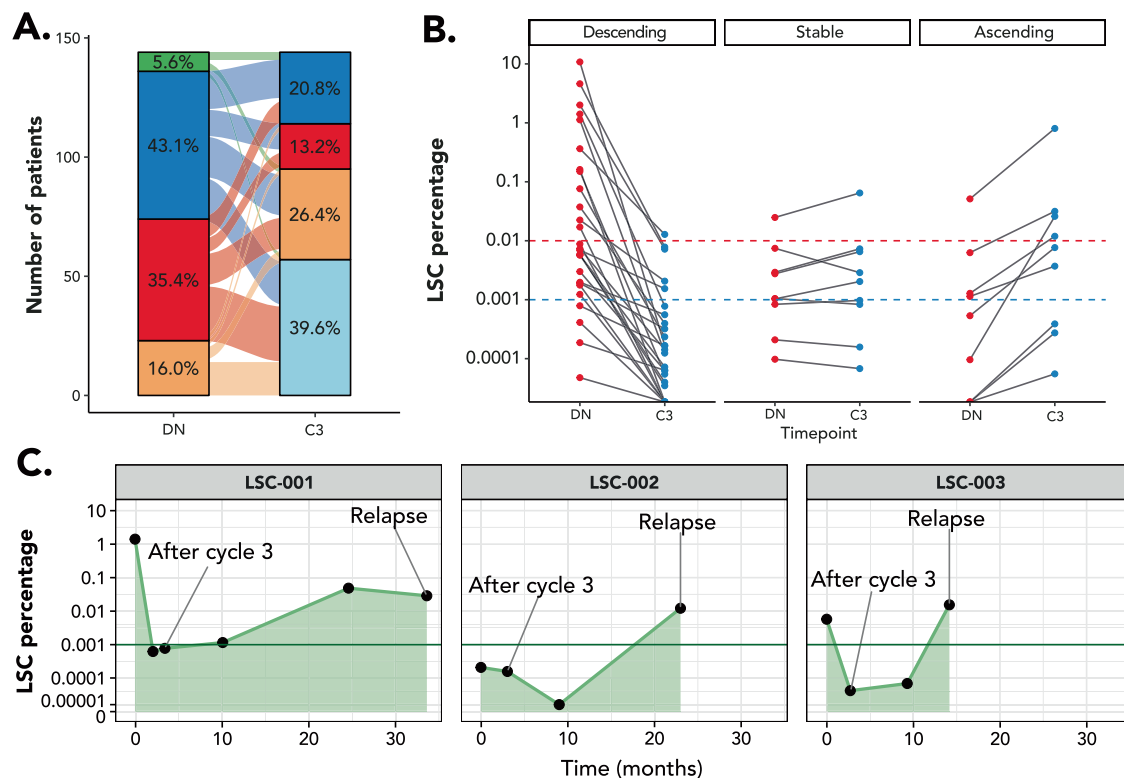 A.
150
100
50
0
Number of patients
5.6%
43.1%
35.4%
16.0%
20.8%
13.2%
26.4%
39.6%
DN
C3
B.
Descending
Stable
Ascending
LSC percentage
10
1
0.1
0.01
0.001
0.0001
DN
C3
DN
C3
DN
C3
Timepoint
C.
LSC-001
LSC-002
LSC-003
LSC percentage
10
1
0.1
0.01
0.001
0.0001
0.00001
0
After cycle 3
Relapse
After cycle 3
Relapse
After cycle 3
Relapse
0
10
20
30
0
10
20
30
0
10
20
30
Time (months)